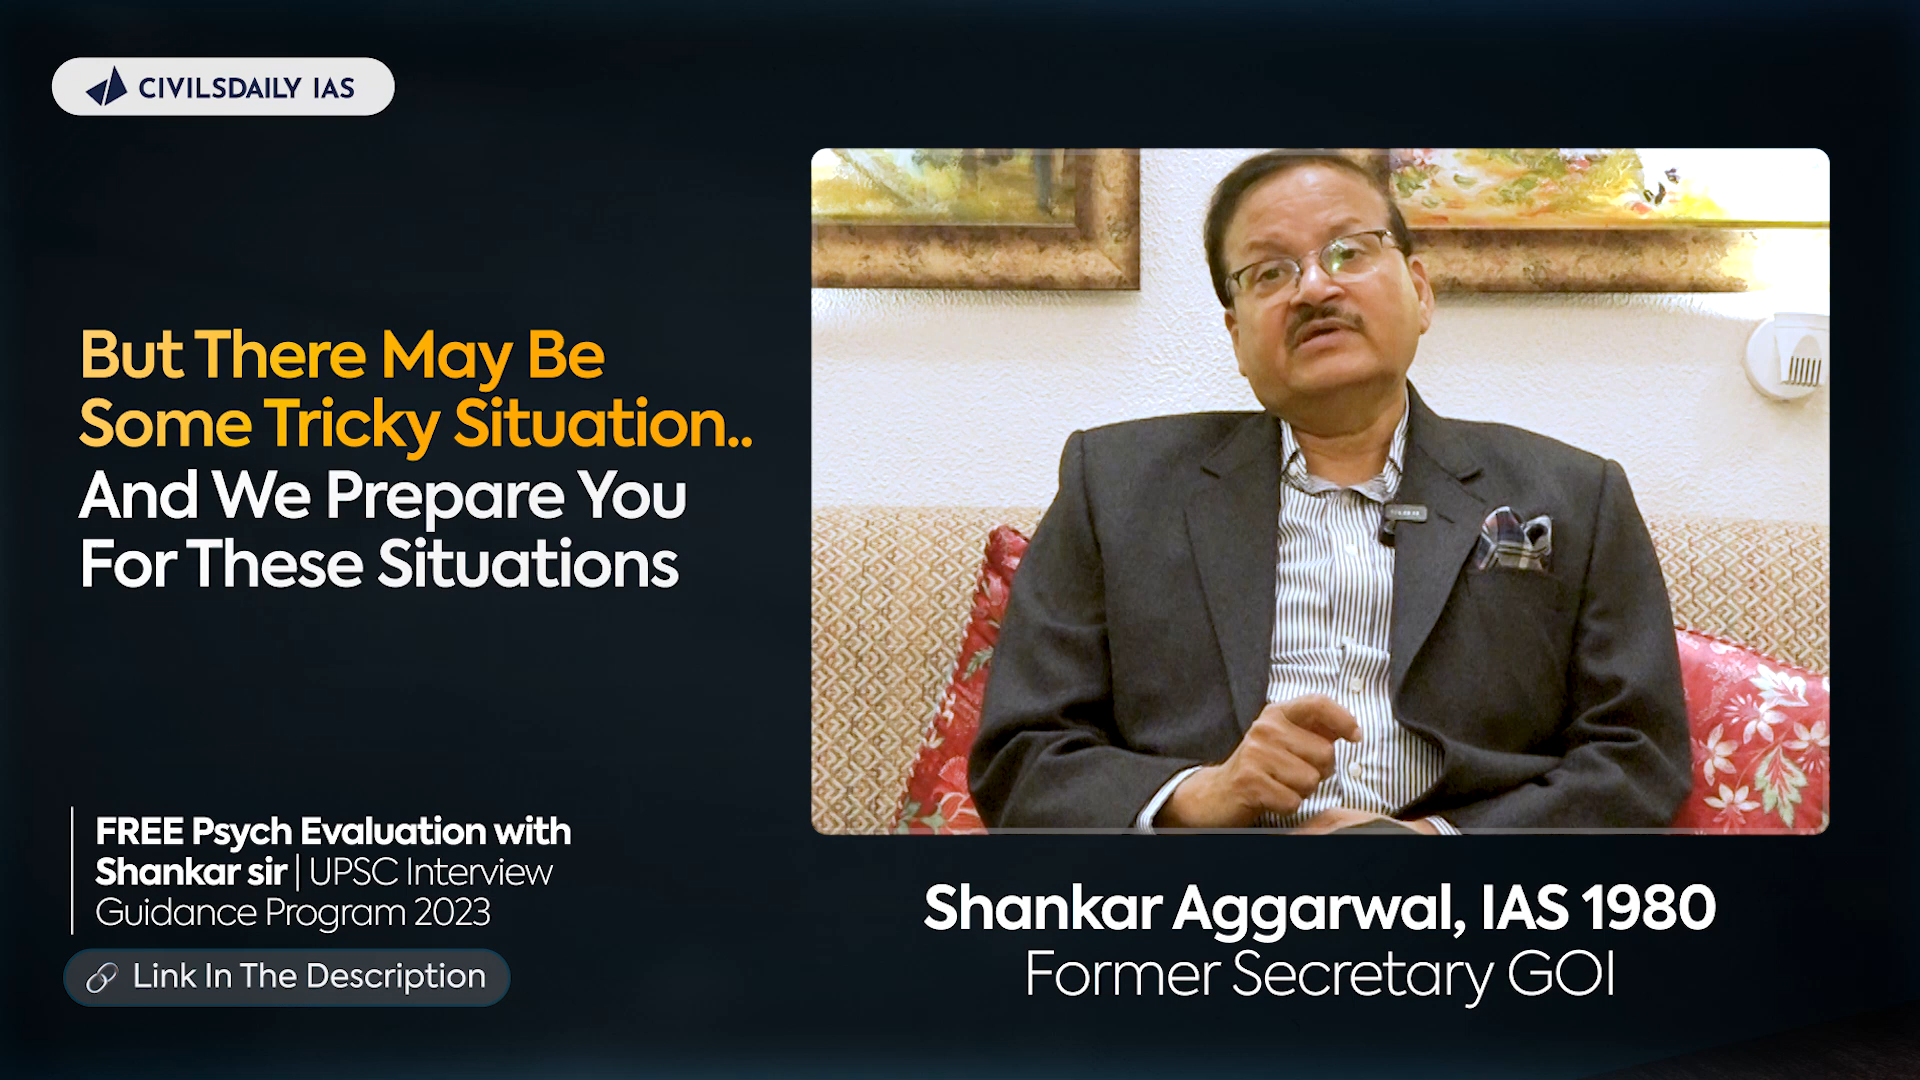 CIVILSDAILY IAS
But There May Be
Some Tricky Situation..
And We Prepare You
For These Situations
FREE Psych Evaluation with
Shankar sir | UPSC Interview
Guidance Program 2023
Link In The Description
Shankar Aggarwal, IAS 1980
Former Secretary GOI